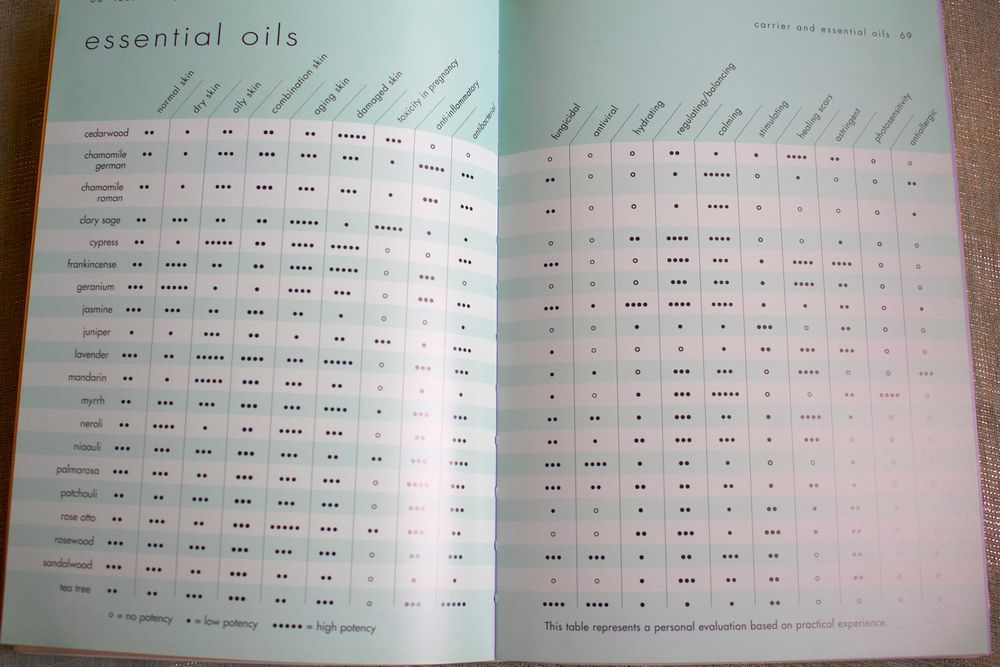 carrier and essential oils 69
essential oils
normal skin
dry skin
oily skin
combination skin
aging skin
damaged skin
toxicity in pregnancy
anti-inflammatory
antibacterial
fungicidal
antiviral
hydrating
regulating/balancing
calming
stimulating
healing scars
astringent
photosensitivity
antiallergic
cedarwood
chamomile
german
chamomile
roman
clary sage
cypress
frankincense
geranium
jasmine
juniper
lavender
mandarin
myrrh
neroli
niaouli
palmarosa
patchouli
rose otto
rosewood
sandalwood
tea tree
○ = no potency • = low potency ••••• = high potency
This table represents a personal evaluation based on practical experience.